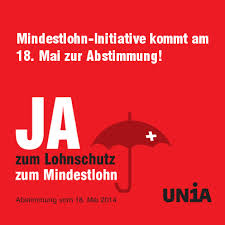 Mindestlohn-Initiative kommt am
18. Mai zur Abstimmung!
JA
zum Lohnschutz
zum Mindestlohn
Abstimmung vom 18. Mai 2014
UNiA